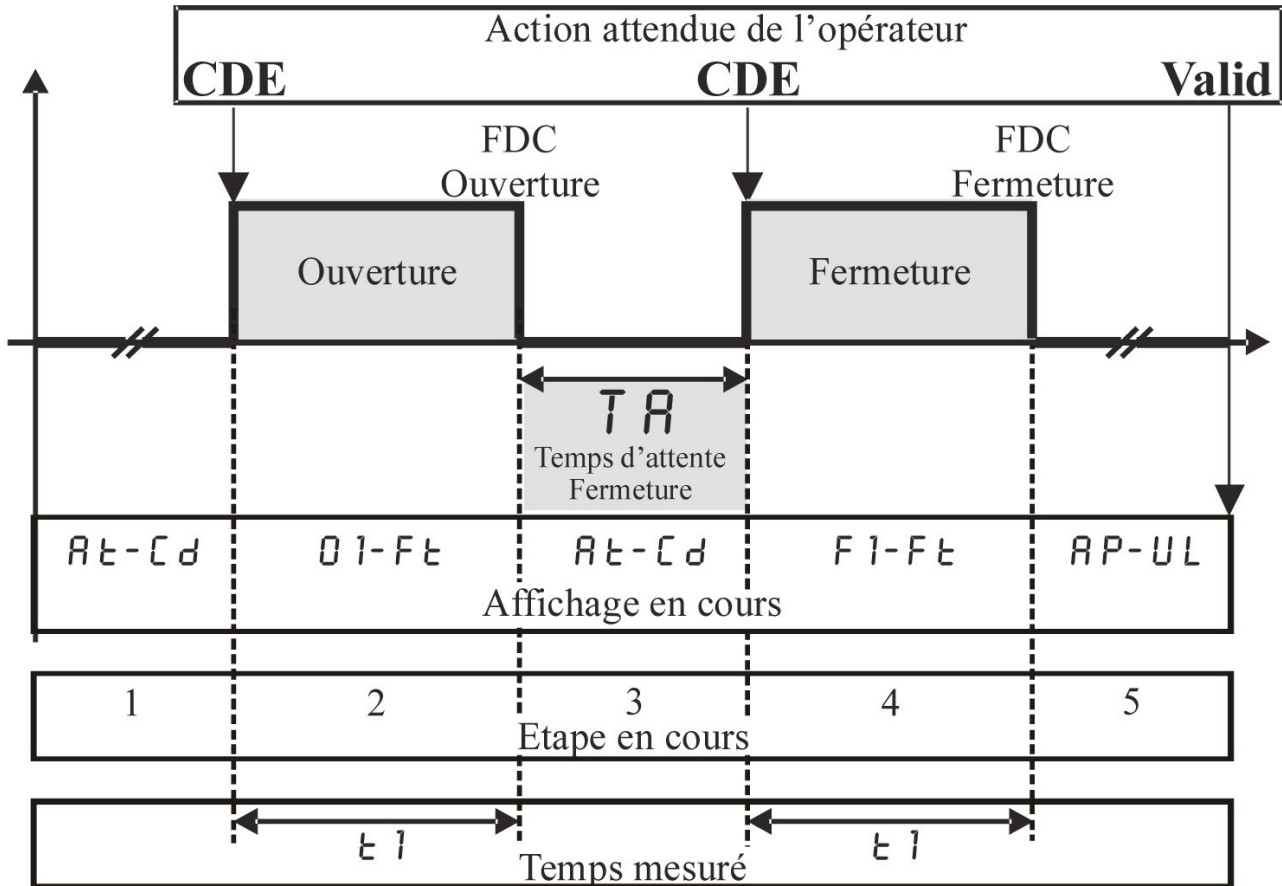 Action attendue de l’opérateur
CDE CDE Valid
FDC
Ouverture
FDC
Fermeture
Ouverture
Fermeture
TA
Temps d’attente
Fermeture
At-Cd 01-Ft At-Cd F1-Ft AP-UL
Affichage en cours
1 2 3 4 5
Etape en cours
t1 t1
Temps mesuré